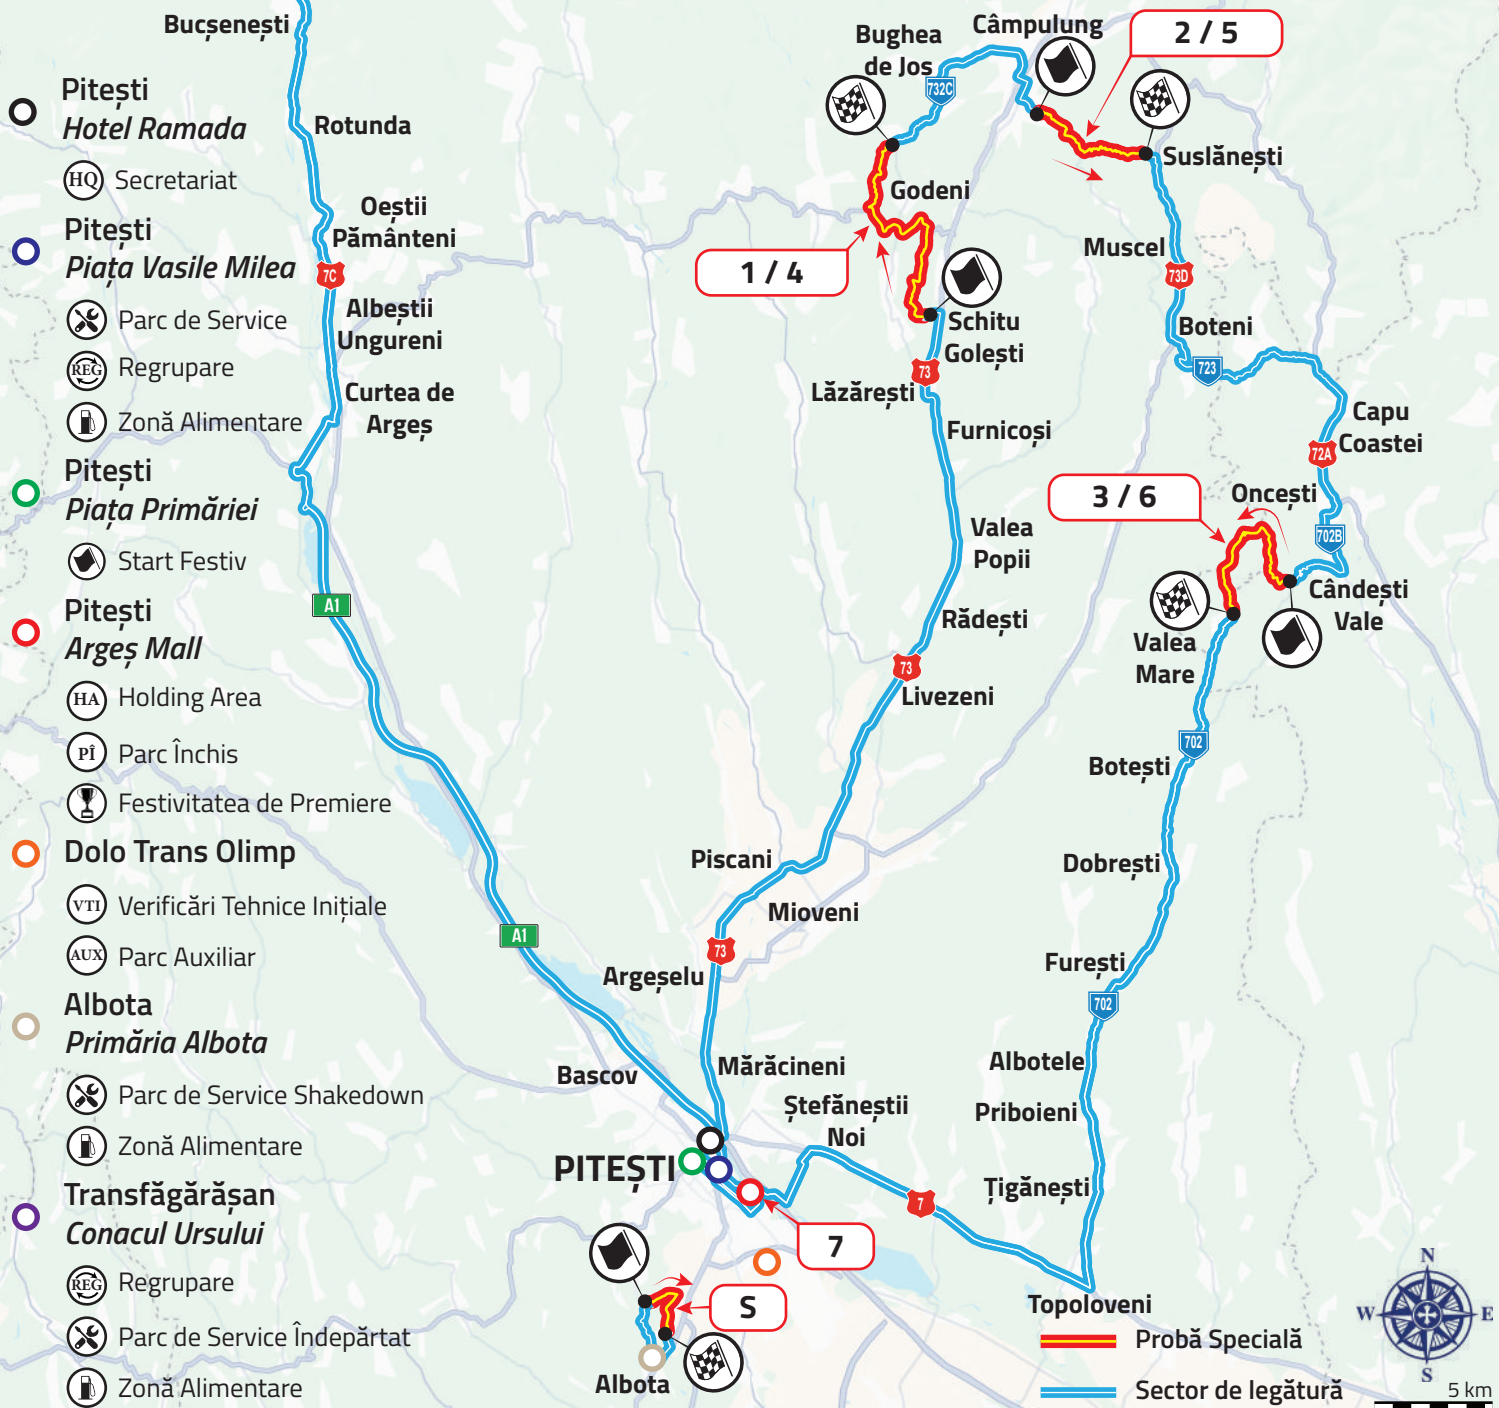 Bucșenești
Pitești
Hotel Ramada
HQ Secretariat
Pitești
Piața Vasile Milea
Parc de Service
REG Regrupare
Zonă Alimentare
Pitești
Piața Primăriei
Start Festiv
Pitești
Argeș Mall
HA Holding Area
PÎ Parc Închis
Festivitatea de Premiere
Dolo Trans Olimp
VTI Verificări Tehnice Inițiale
AUX Parc Auxiliar
Albota
Primăria Albota
Parc de Service Shakedown
Zonă Alimentare
Transfăgărășan
Conacul Ursului
REG Regrupare
Parc de Service Îndepărtat
Zonă Alimentare
Rotunda
Oeștii
Pământeni
7C
Albeștii
Ungureni
Curtea de
Argeș
A1
A1
Bascov
Bughea
de Jos
Câmpulung
2 / 5
732C
Suslănești
Godeni
1 / 4
Schitu
Golești
73
Lăzărești
Furnicoși
Valea
Popii
Rădești
73
Livezeni
Piscani
Mioveni
73
Argeșelu
Mărăcineni
Muscel
73D
Boteni
723
Capu
Coastei
72A
3 / 6
Oncești
702B
Cândești
Vale
Valea
Mare
702
Botești
Dobrești
Furești
702
Albotele
Priboieni
Țigănești
Ștefăneștii
Noi
PITEȘTI
7
7
S
Albota
Topoloveni
Probă Specială
Sector de legătură
N
W
E
S
5 km